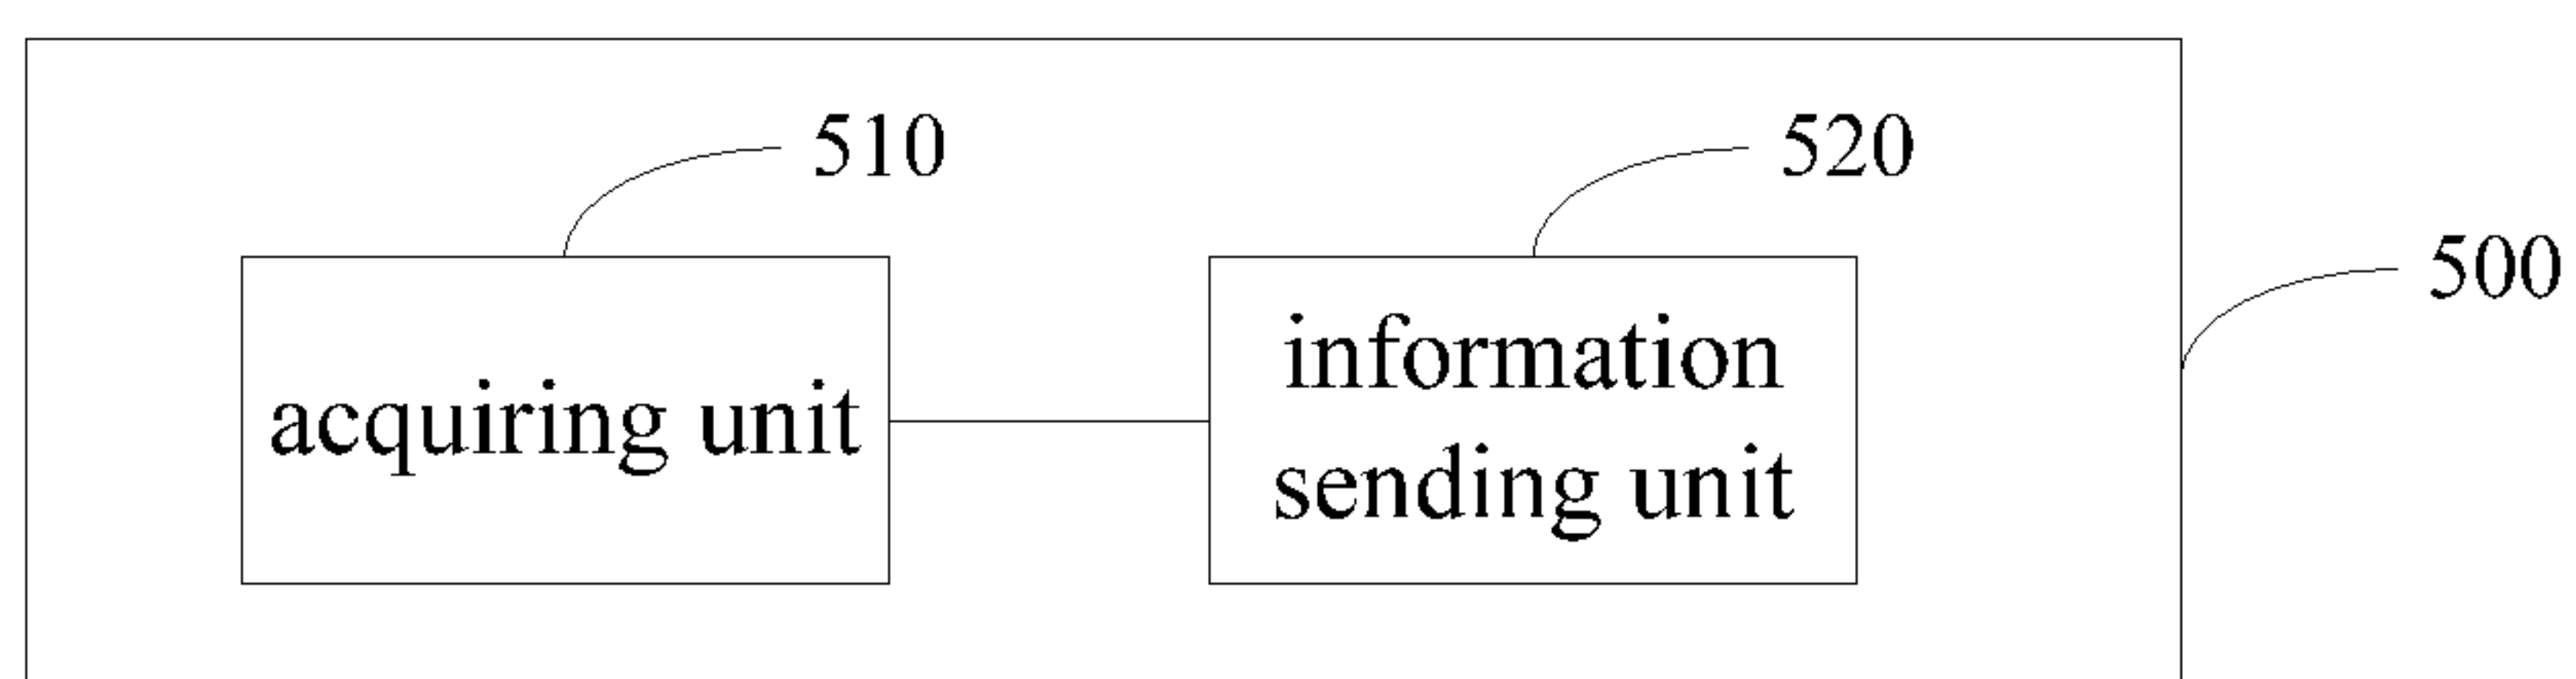 510
520
500
acquiring unit
information
sending unit